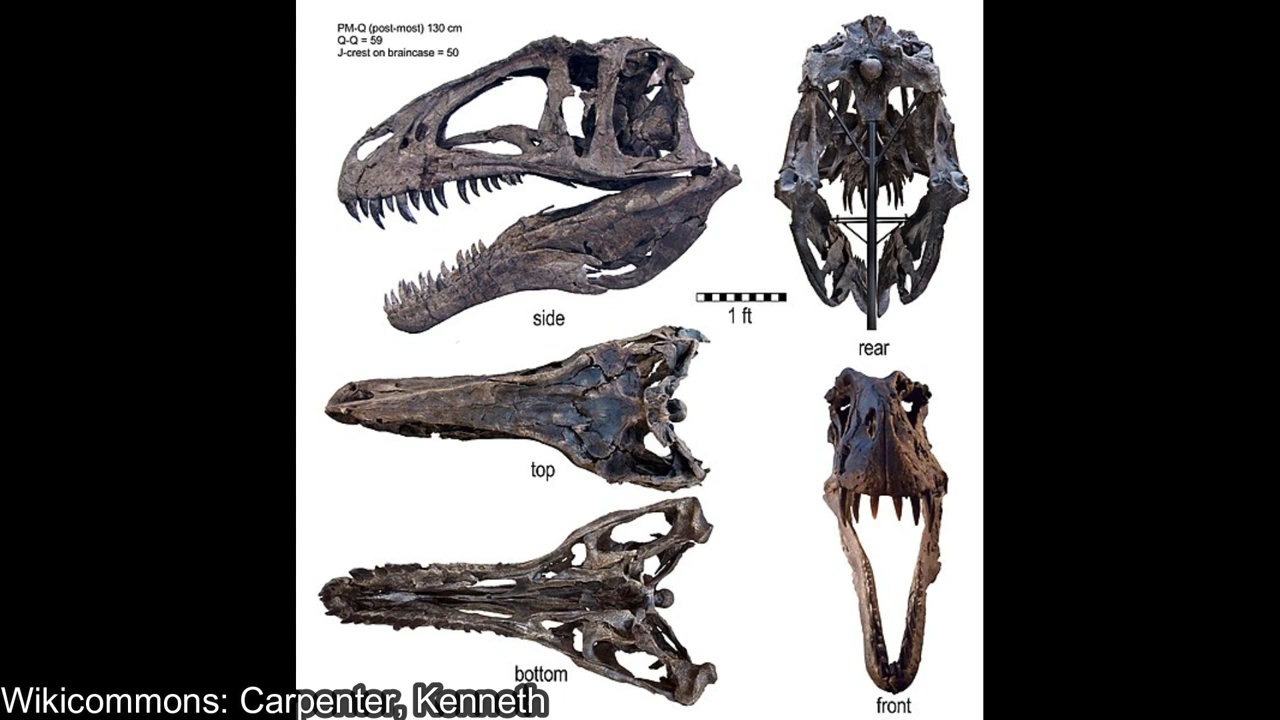 PM-Q (post-most) 130 cm
Q-Q = 59
J-crest on braincase = 50
side
1 ft
rear
top
bottom
front
Wikicommons: Carpenter, Kenneth